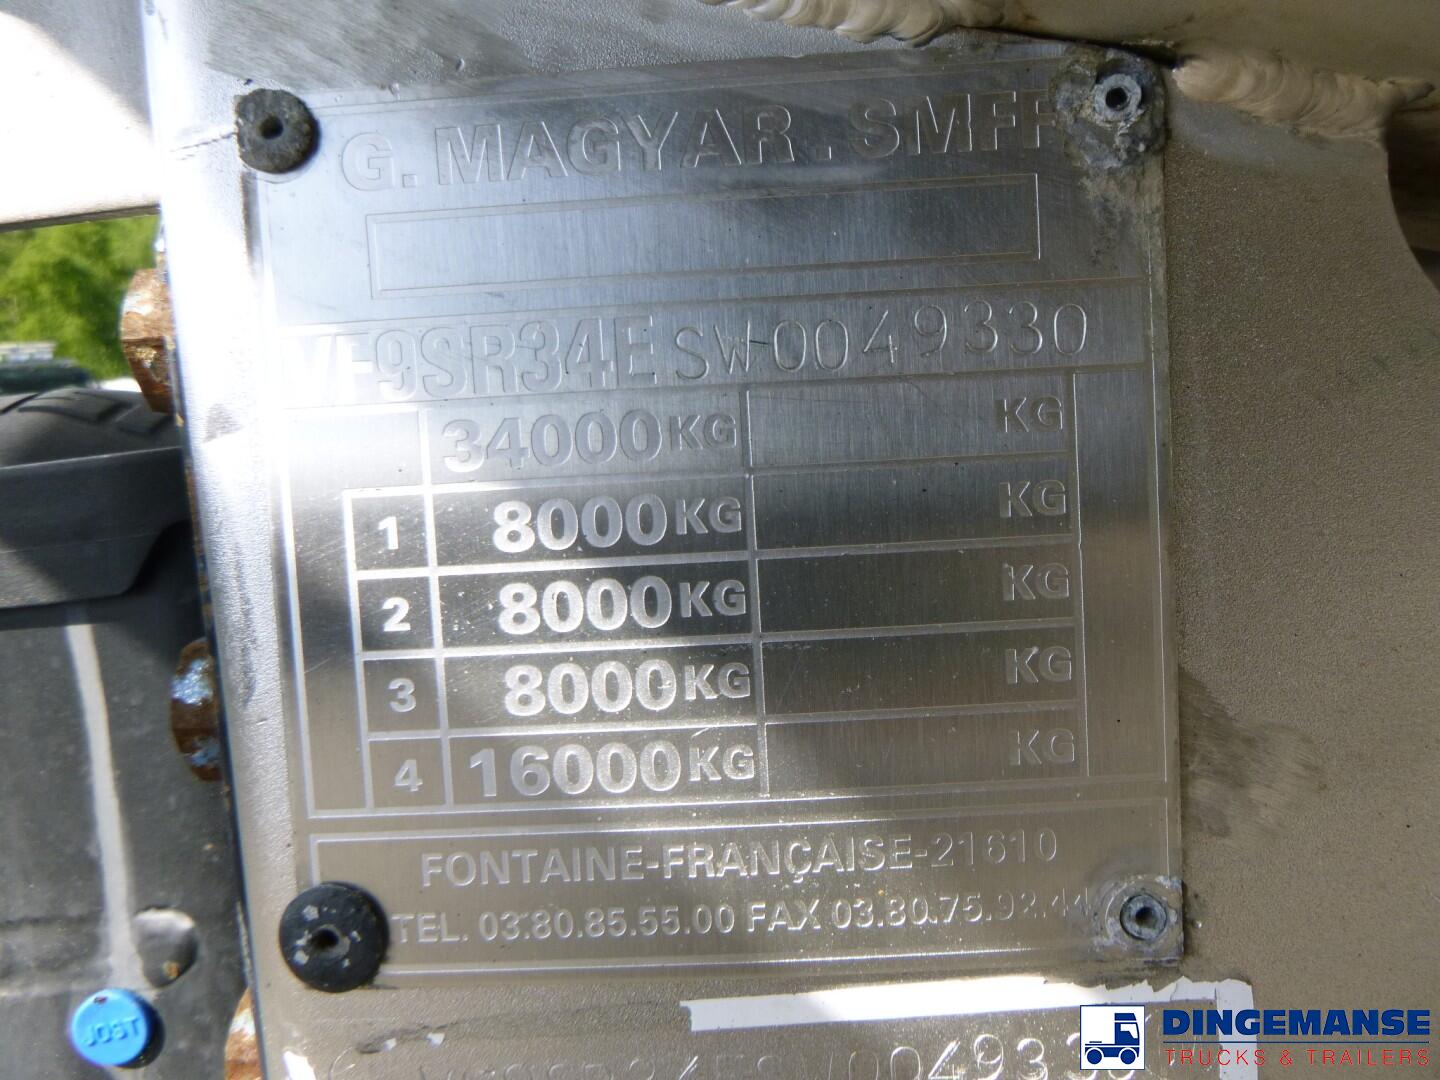 G. MAGYAR. SMFF
VF9SR34ESW0049330
34000KG KG
1 8000KG KG
2 8000KG KG
3 8000KG KG
4 16000KG KG
FONTAINE-FRANÇAISE-21610
TEL. 03.80.85.55.00 FAX 03.80.75.92.44
JOST
DINGEMANSE
TRUCKS & TRAILERS